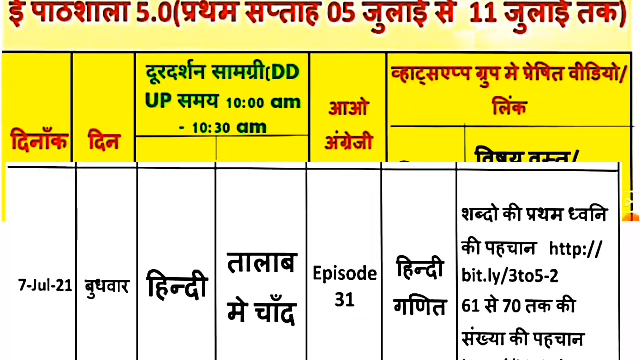 ई पाठशाला 5.0(प्रथम सप्ताह 05 जुलाई से 11 जुलाई तक)
दिनाँक
दिन
दूरदर्शन सामग्री(DD
UP समय 10:00 am
- 10:30 am
आओ
अंग्रेजी
व्हाट्सएप्प ग्रुप मे प्रेषित वीडियो/
लिंक
विषय वस्तु/
7-Jul-21
बुधवार
हिन्दी
तालाब
मे चाँद
Episode
31
हिन्दी
गणित
शब्दो की प्रथम ध्वनि
की पहचान http://
bit.ly/3to5-2
61 से 70 तक की
संख्या की पहचान